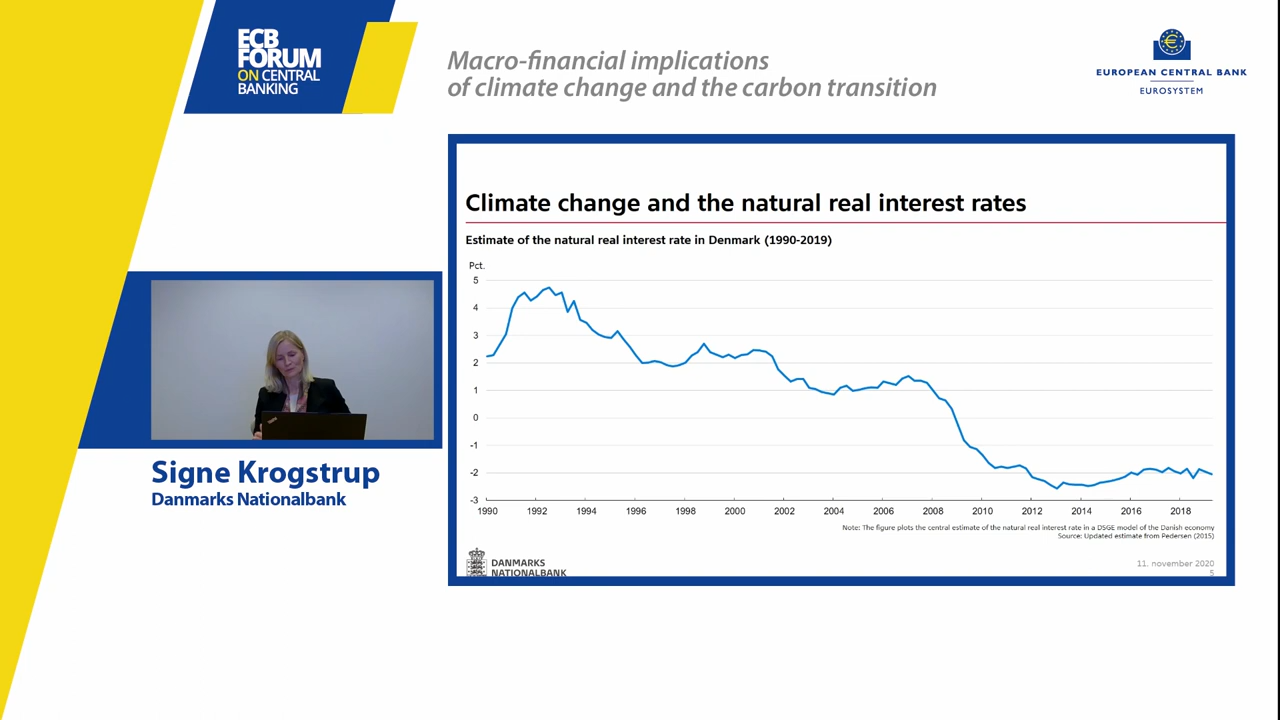 ECB
FORUM
ON CENTRAL
BANKING
Macro-financial implications
of climate change and the carbon transition
EUROPEAN CENTRAL BANK
EUROSYSTEM
Climate change and the natural real interest rates
Estimate of the natural real interest rate in Denmark (1990-2019)
Pct.
5
4
3
2
1
0
-1
-2
-3
1990 1992 1994 1996 1998 2000 2002 2004 2006 2008 2010 2012 2014 2016 2018
Note: The figure plots the central estimate of the natural real interest rate in a DSGE model of the Danish economy
Source: Updated estimate from Pedersen (2015)
DANMARKS
NATIONALBANK
11. november 2020
5
Signe Krogstrup
Danmarks Nationalbank